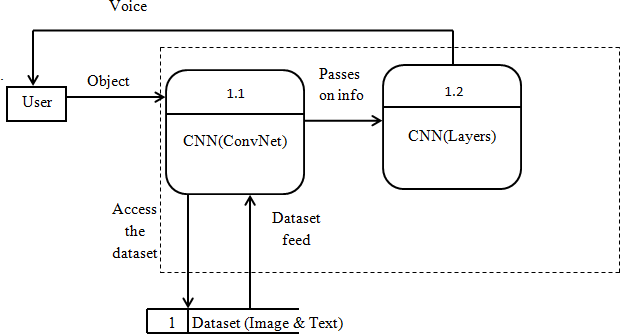 Voice
Object
User
1.1
CNN(ConvNet)
Passes
on info
1.2
CNN(Layers)
Access
the
dataset
Dataset
feed
1 Dataset (Image & Text)